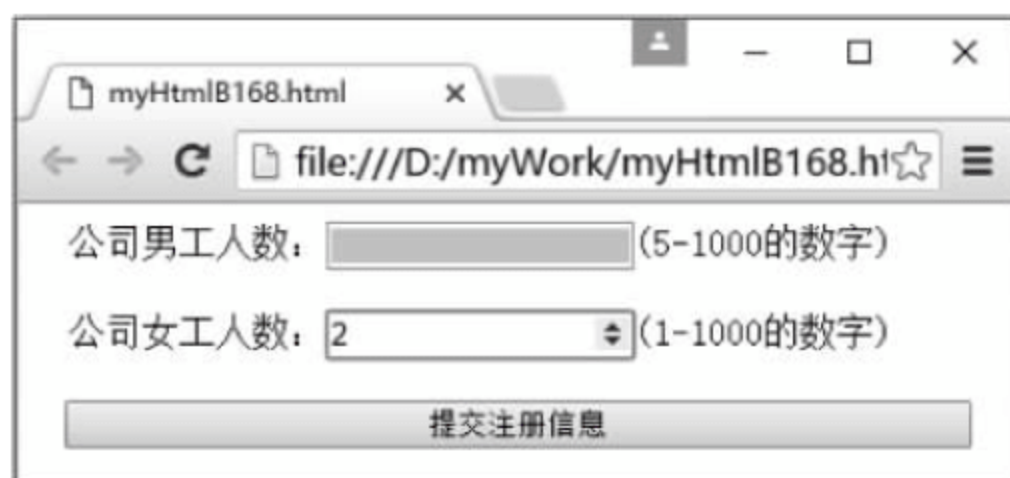 myHtmlB168.html
file:///D:/myWork/myHtmlB168.ht
公司男工人数：(5-1000的数字)
公司女工人数：2(1-1000的数字)
提交注册信息